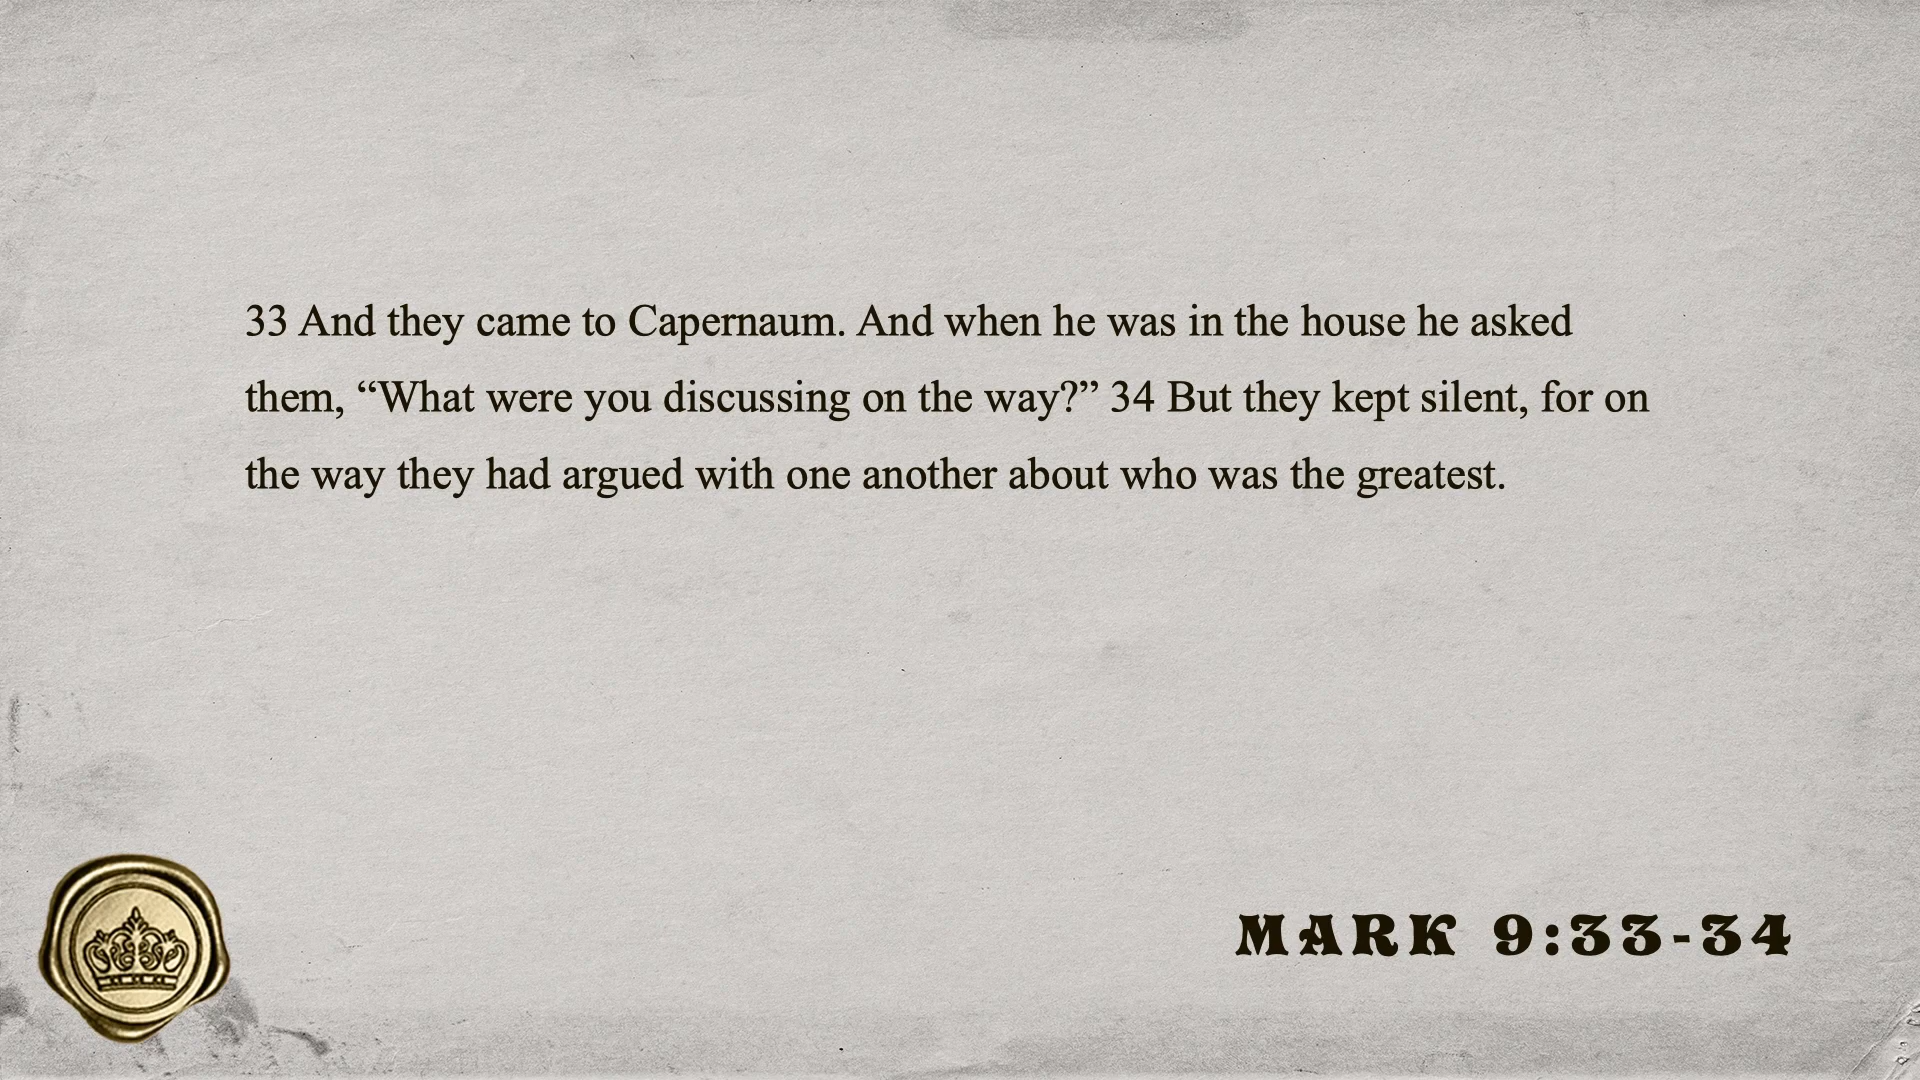 33 And they came to Capernaum. And when he was in the house he asked
them, “What were you discussing on the way?” 34 But they kept silent, for on
the way they had argued with one another about who was the greatest.
MARK 9:33-34